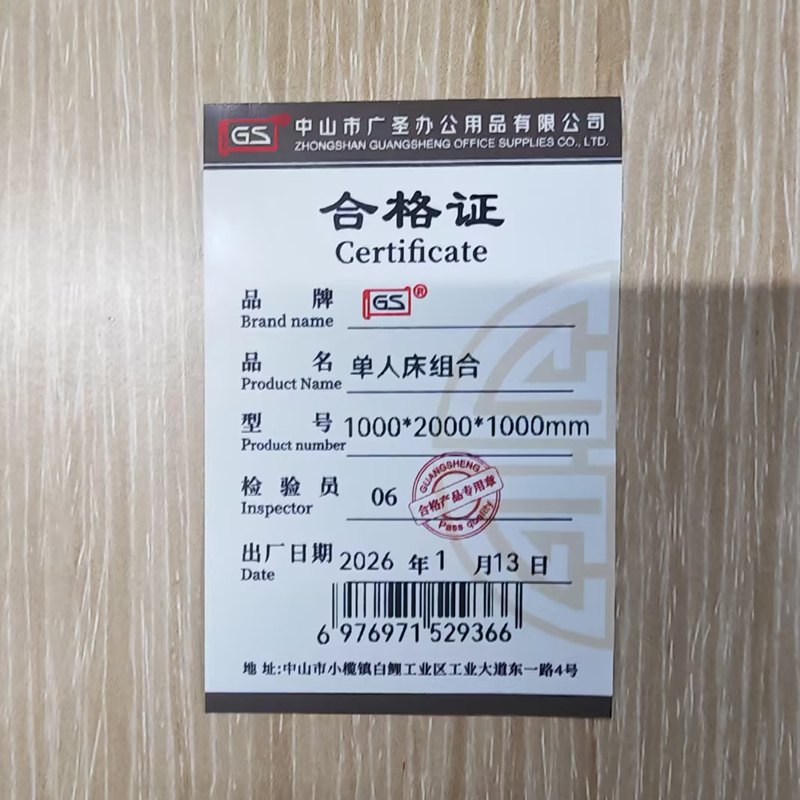 GS® 中山市广圣办公用品有限公司
ZHONGSHAN GUANGSHENG OFFICE SUPPLIES CO., LTD.
合格证
Certificate
品牌 GS®
Brand name
品名 单人床组合
Product Name
型号 1000*2000*1000mm
Product number
检验员 06
Inspector
GUANGSHENG
合格产品专用章
Pass quality
出厂日期 2026 年 1 月 13 日
Date
6 976971 529366
地 址:中山市小榄镇白鲤工业区工业大道东一路4号